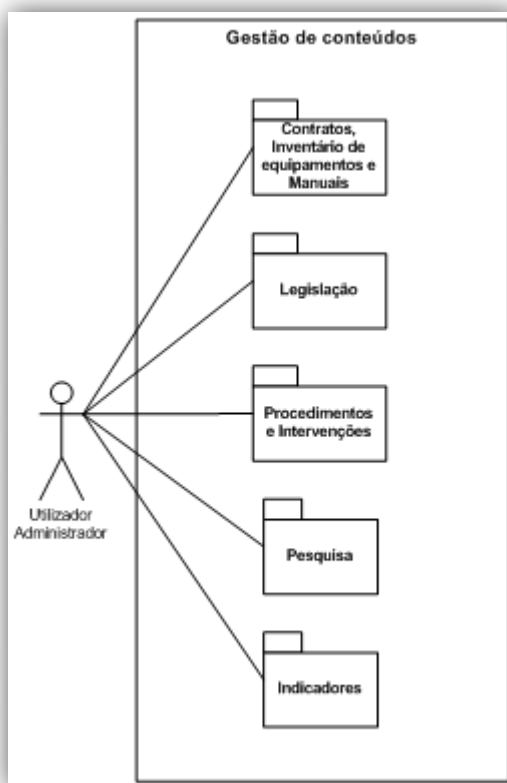 Gestão de conteúdos
Contratos,
Inventário de
equipamentos e
Manuais
Legislação
Procedimentos
e Intervenções
Utilizador
Administrador
Pesquisa
Indicadores